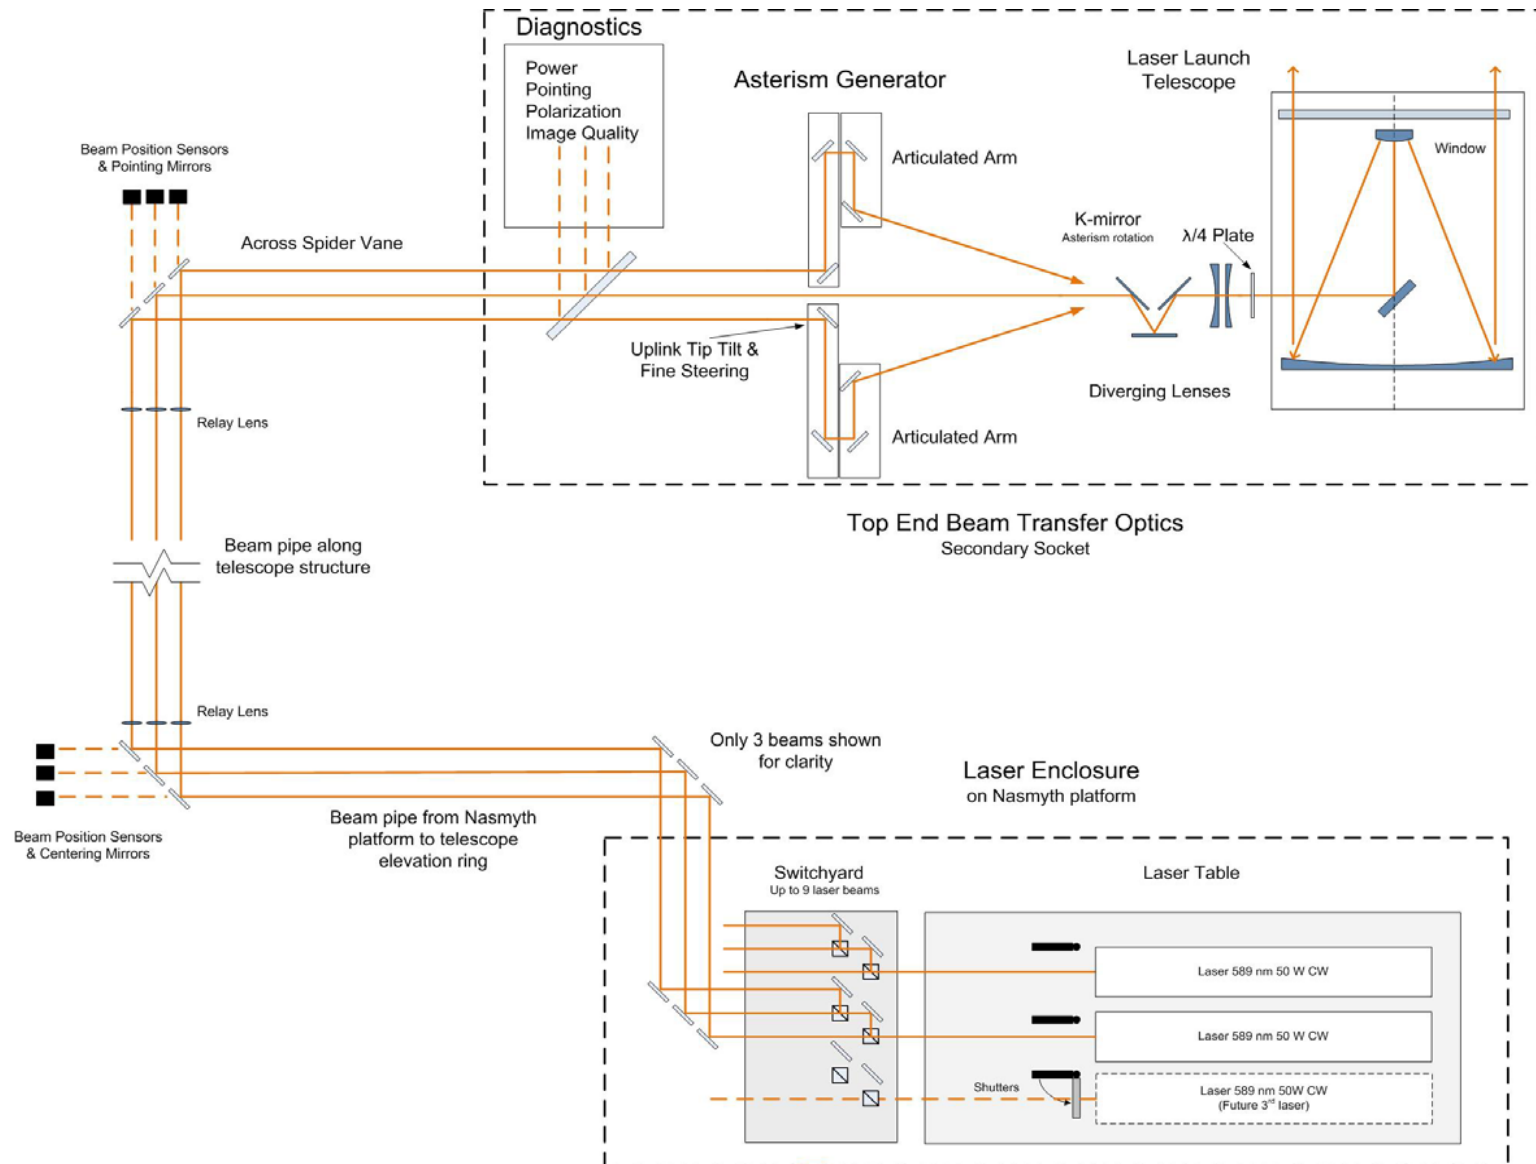 Diagnostics
Power
Pointing
Polarization
Image Quality
Asterism Generator
Laser Launch
Telescope
Articulated Arm
Window
Beam Position Sensors
& Pointing Mirrors
Across Spider Vane
K-mirror
Asterism rotation
λ/4 Plate
Uplink Tip Tilt &
Fine Steering
Diverging Lenses
Relay Lens
Articulated Arm
Top End Beam Transfer Optics
Secondary Socket
Beam pipe along
telescope structure
Relay Lens
Only 3 beams shown
for clarity
Laser Enclosure
on Nasmyth platform
Beam Position Sensors
& Centering Mirrors
Beam pipe from Nasmyth
platform to telescope
elevation ring
Switchyard
Up to 9 laser beams
Laser Table
Laser 589 nm 50 W CW
Laser 589 nm 50 W CW
Shutters
Laser 589 nm 50W CW
(Future 3rd laser)